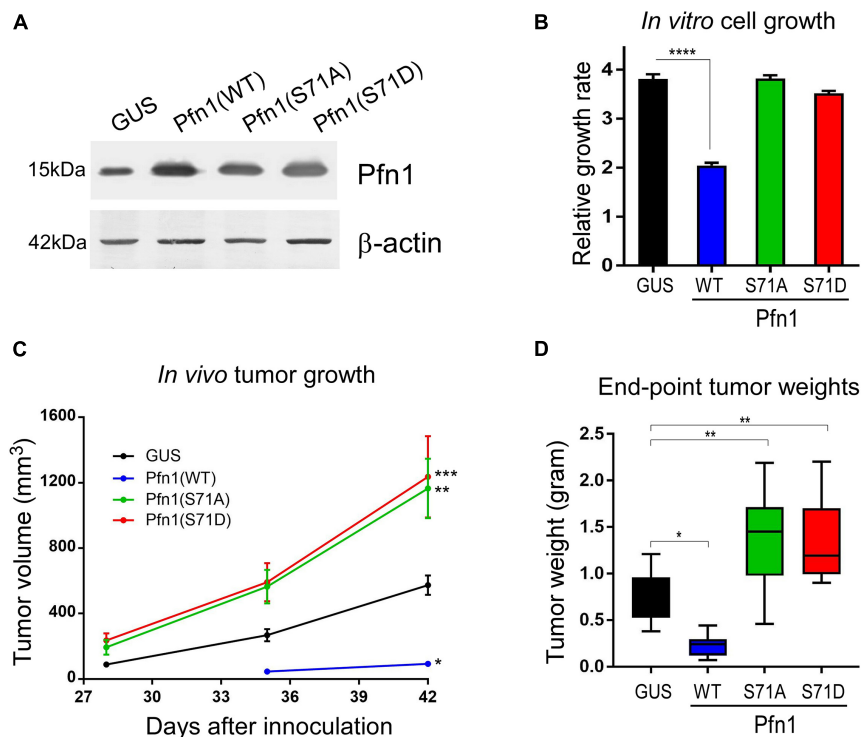 A
GUS
Pfn1(WT)
Pfn1(S71A)
Pfn1(S71D)
15kDa
Pfn1
42kDa
β-actin
B
In vitro cell growth
****
Relative growth rate
4
3
2
1
0
GUS
WT
S71A
S71D
Pfn1
C
In vivo tumor growth
Tumor volume (mm³)
1600
1200
800
400
0
GUS
Pfn1(WT)
Pfn1(S71A)
Pfn1(S71D)
***
**
*
27
30
33
36
39
42
Days after innoculation
D
End-point tumor weights
Tumor weight (gram)
2.5
2.0
1.5
1.0
0.5
0.0
**
**
*
GUS
WT
S71A
S71D
Pfn1